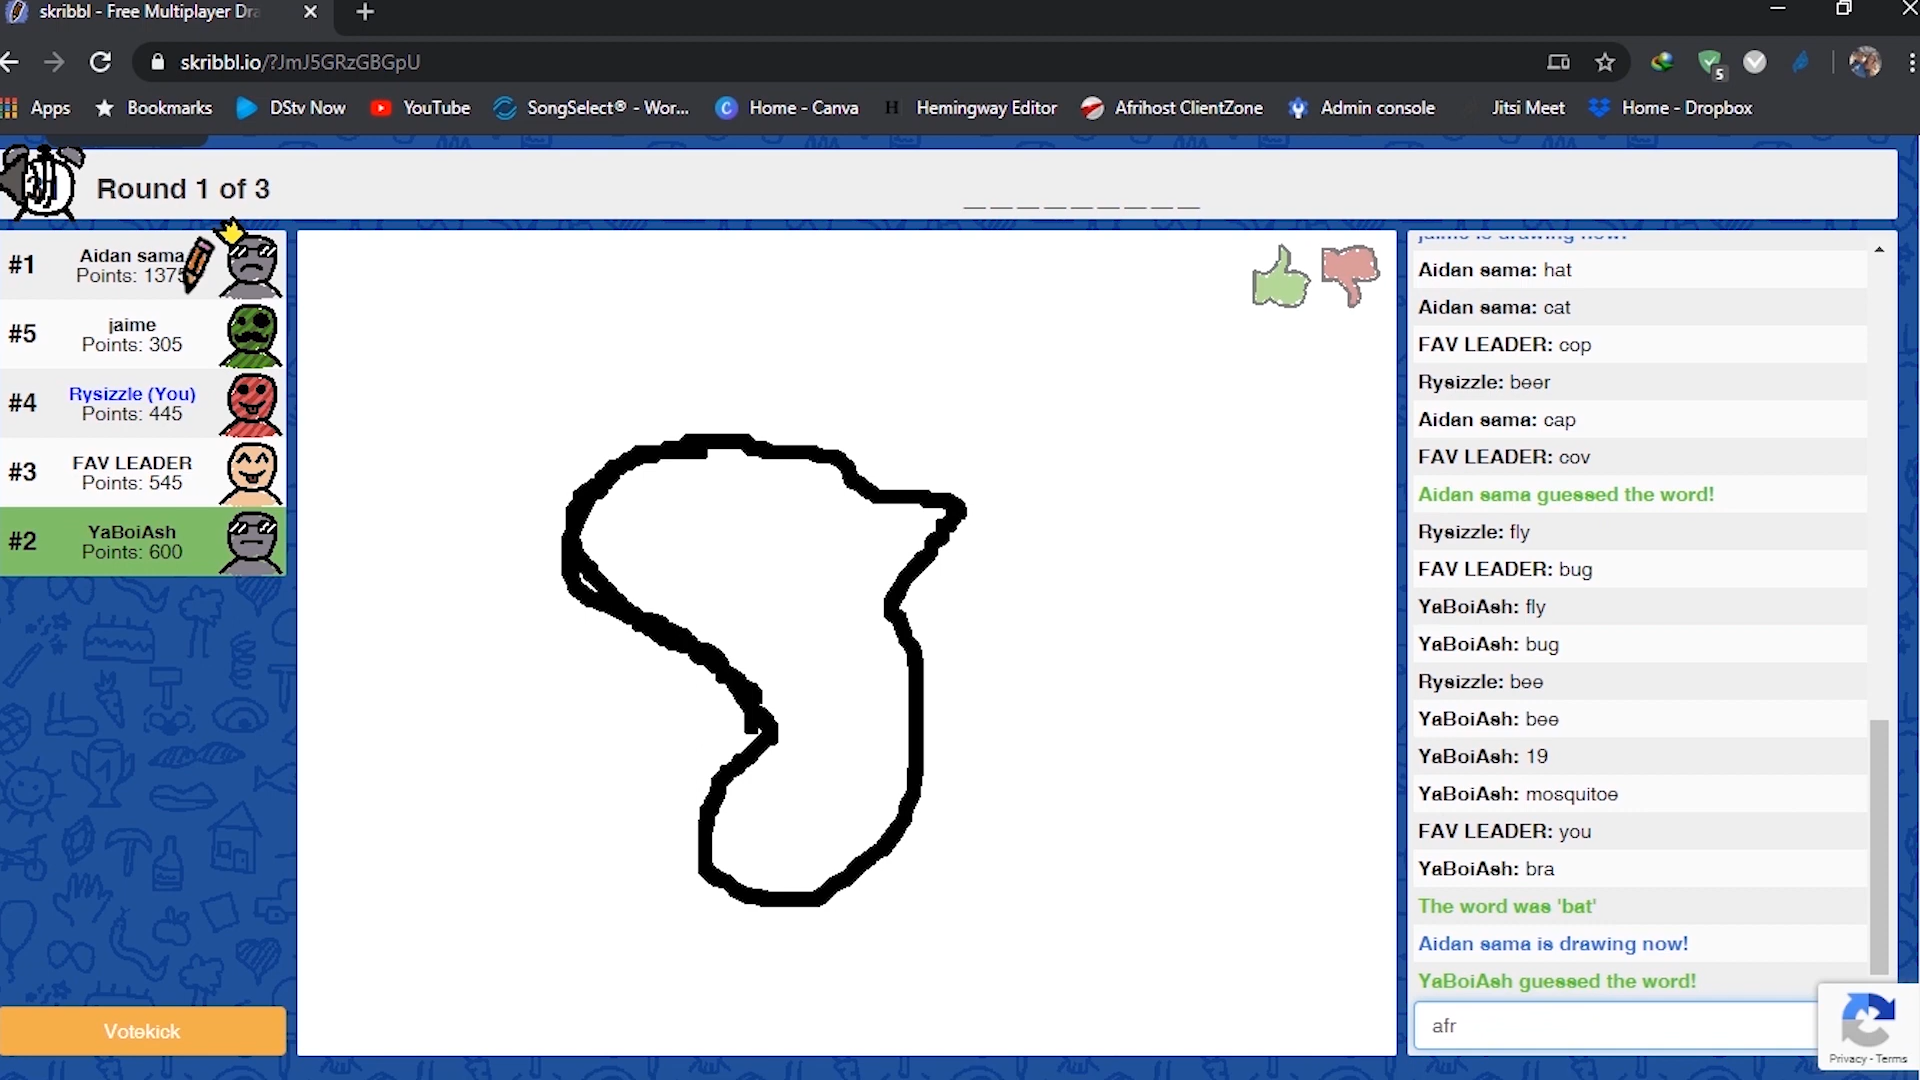 skribbl - Free Multiplayer Dra
skribbl.io/?JmJ5GRzGBGpU
5
Apps
Bookmarks
DStv Now
YouTube
SongSelect® - Wor...
C
Home - Canva
H
Hemingway Editor
Afrihost ClientZone
Admin console
Jitsi Meet
Home - Dropbox
Round 1 of 3
_ _ _ _ _ _ _ _ _
#1
Aidan sama
Points: 1375
#5
jaime
Points: 305
#4
Rysizzle (You)
Points: 445
#3
FAV LEADER
Points: 545
#2
YaBoiAsh
Points: 600
Votekick
jaime is drawing now!
Aidan sama: hat
Aidan sama: cat
FAV LEADER: cop
Rysizzle: beer
Aidan sama: cap
FAV LEADER: cov
Aidan sama guessed the word!
Rysizzle: fly
FAV LEADER: bug
YaBoiAsh: fly
YaBoiAsh: bug
Rysizzle: bee
YaBoiAsh: bee
YaBoiAsh: 19
YaBoiAsh: mosquitoe
FAV LEADER: you
YaBoiAsh: bra
The word was 'bat'
Aidan sama is drawing now!
YaBoiAsh guessed the word!
afr
Privacy - Terms